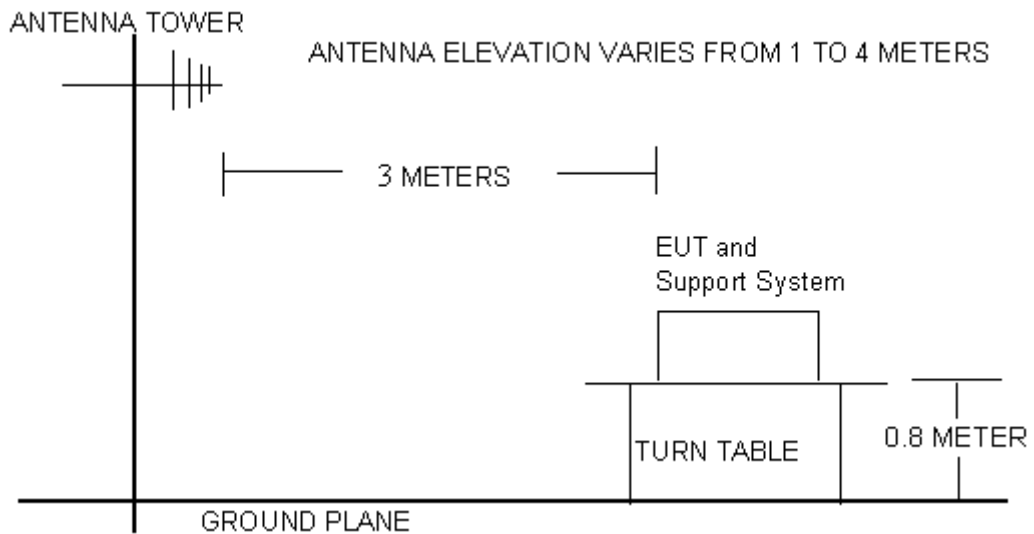 ANTENNA TOWER
ANTENNA ELEVATION VARIES FROM 1 TO 4 METERS
3 METERS
EUT and
Support System
TURN TABLE
0.8 METER
GROUND PLANE